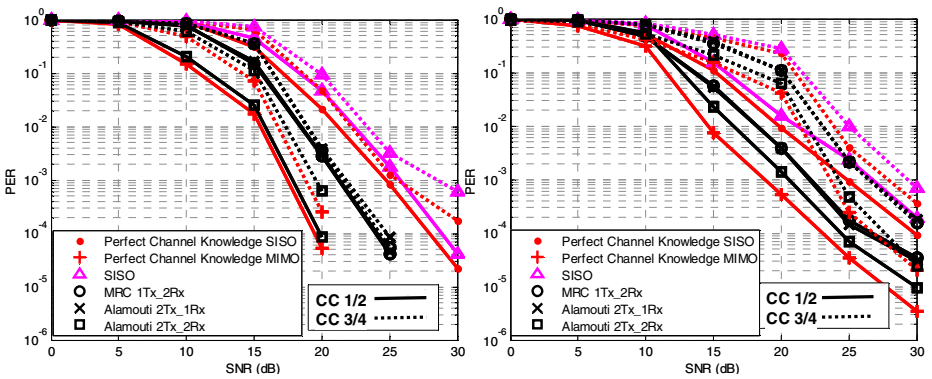 10^0
10^-1
10^-2
10^-3
10^-4
10^-5
10^-6
PER
0 5 10 15 20 25 30
SNR (dB)
Perfect Channel Knowledge SISO
Perfect Channel Knowledge MIMO
SISO
MRC 1Tx_2Rx
Alamouti 2Tx_1Rx
Alamouti 2Tx_2Rx
CC 1/2
CC 3/4
10^0
10^-1
10^-2
10^-3
10^-4
10^-5
10^-6
PER
0 5 10 15 20 25 30
SNR (dB)
Perfect Channel Knowledge SISO
Perfect Channel Knowledge MIMO
SISO
MRC 1Tx_2Rx
Alamouti 2Tx_1Rx
Alamouti 2Tx_2Rx
CC 1/2
CC 3/4